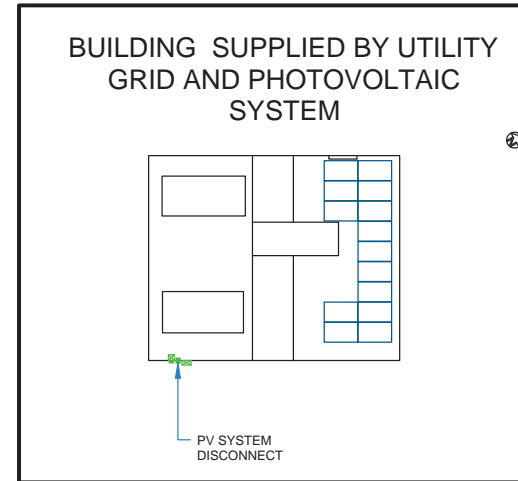 BUILDING SUPPLIED BY UTILITY
GRID AND PHOTOVOLTAIC
SYSTEM
PV SYSTEM
DISCONNECT